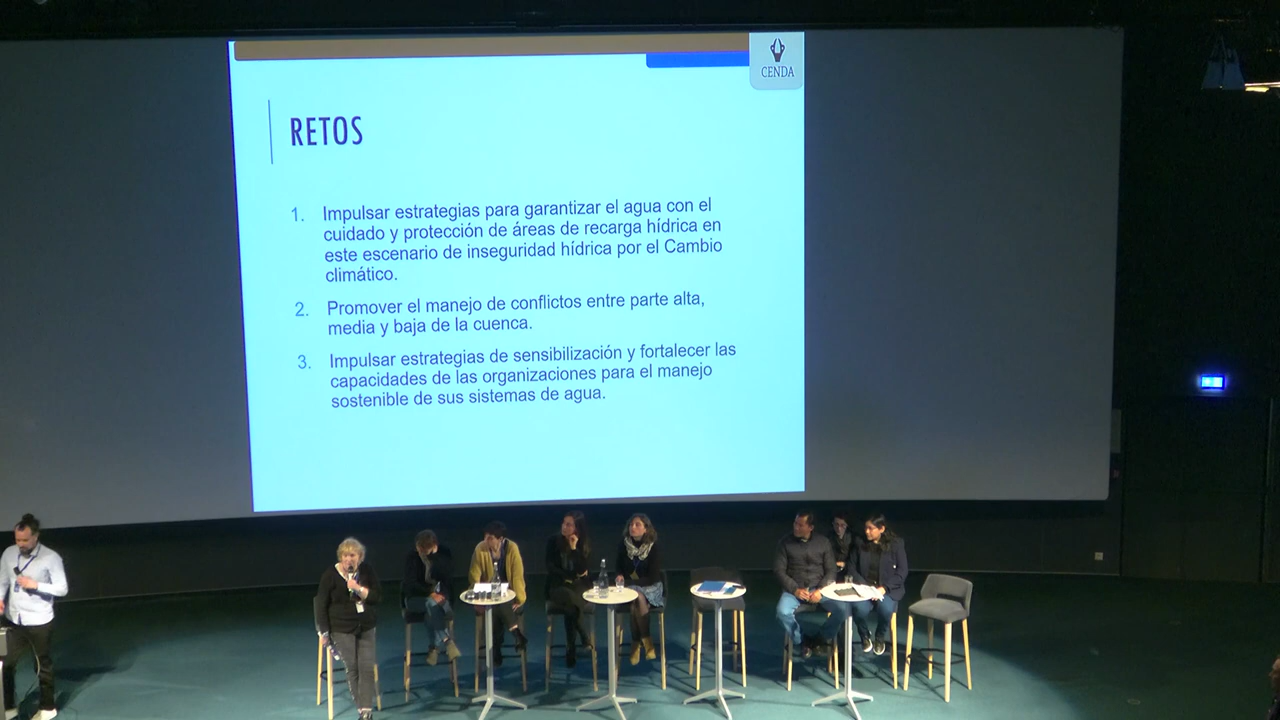 CENDA
RETOS
1. Impulsar estrategias para garantizar el agua con el
cuidado y protección de áreas de recarga hídrica en
este escenario de inseguridad hídrica por el Cambio
climático.
2. Promover el manejo de conflictos entre parte alta,
media y baja de la cuenca.
3. Impulsar estrategias de sensibilización y fortalecer las
capacidades de las organizaciones para el manejo
sostenible de sus sistemas de agua.